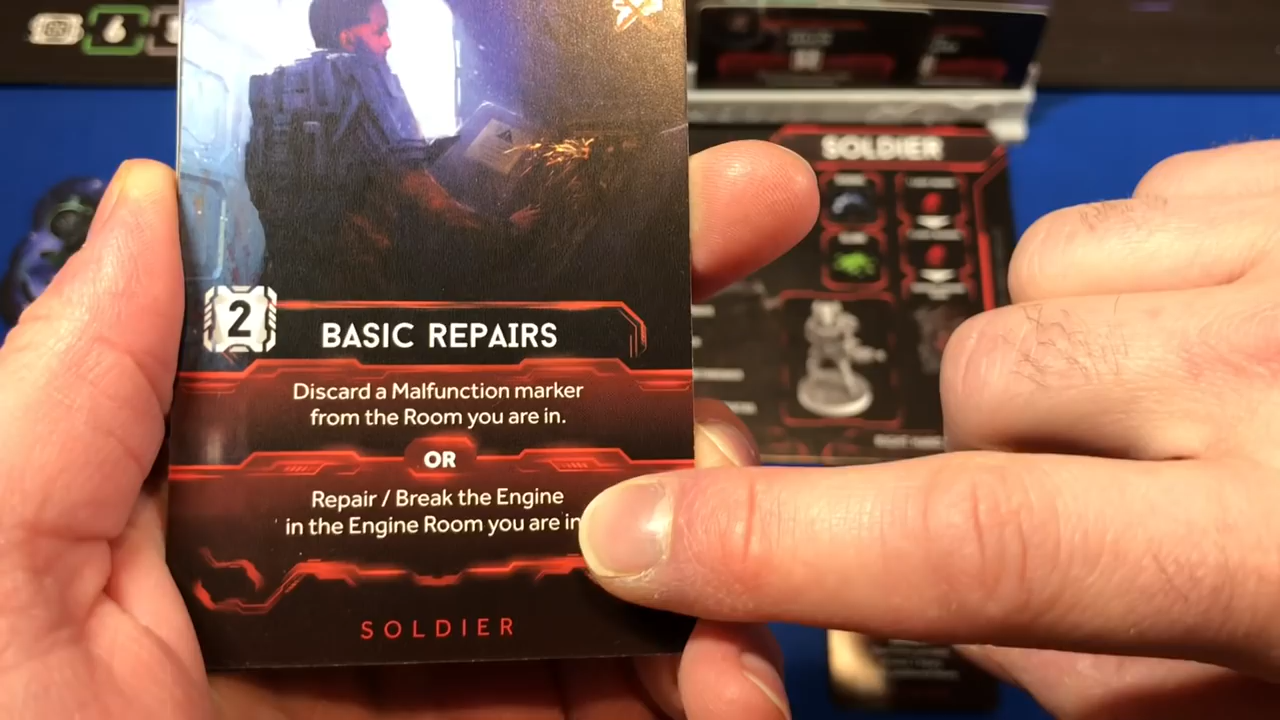 6
SOLDIER
2
BASIC REPAIRS
Discard a Malfunction marker
from the Room you are in.
OR
Repair / Break the Engine
in the Engine Room you are in
SOLDIER